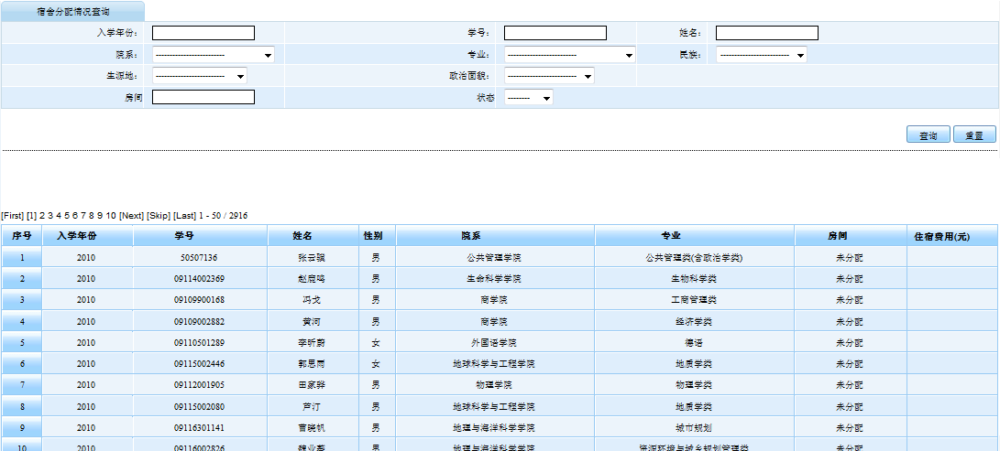 宿舍分配情况查询
入学年份: 学号: 姓名:
院系: ------------------------- 专业: ------------------------- 民族: -------------------------
生源地: ------------------------- 政治面貌: -------------------------
房间 状态 --------
查询 重置
[First] [1] 2 3 4 5 6 7 8 9 10 [Next] [Skip] [Last] 1 - 50 / 2916
序号 入学年份 学号 姓名 性别 院系 专业 房间 住宿费用(元)
1 2010 50507136 张云骥 男 公共管理学院 公共管理类(含政治学类) 未分配
2 2010 09114002369 赵鹿鸣 男 生命科学学院 生物科学类 未分配
3 2010 09109900168 冯戈 男 商学院 工商管理类 未分配
4 2010 09109002882 黄河 男 商学院 经济学类 未分配
5 2010 09110501289 李昕蔚 女 外国语学院 德语 未分配
6 2010 09115002446 郭思雨 女 地球科学与工程学院 地质学类 未分配
7 2010 09112001905 田家骅 男 物理学院 物理学类 未分配
8 2010 09115002080 芦汀 男 地球科学与工程学院 地质学类 未分配
9 2010 09116301141 曹晓帆 男 地理与海洋科学学院 城市规划 未分配
10 2010 09116002826 魏业菱 男 地理与海洋科学学院 资源环境与城乡规划管理类 未分配